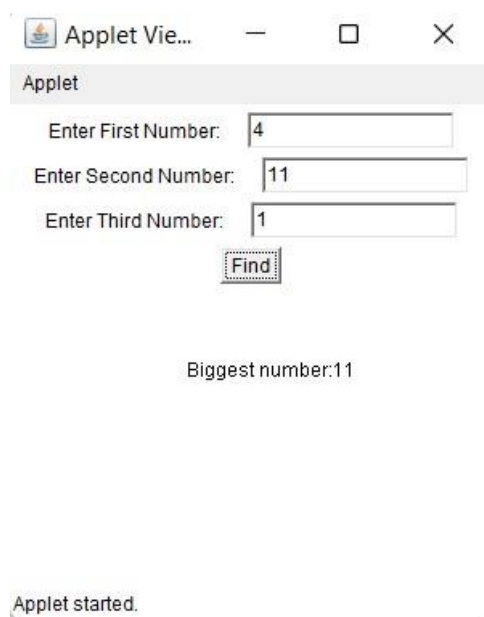 Applet Vie...
Applet
Enter First Number: 4
Enter Second Number: 11
Enter Third Number: 1
Find
Biggest number:11
Applet started.